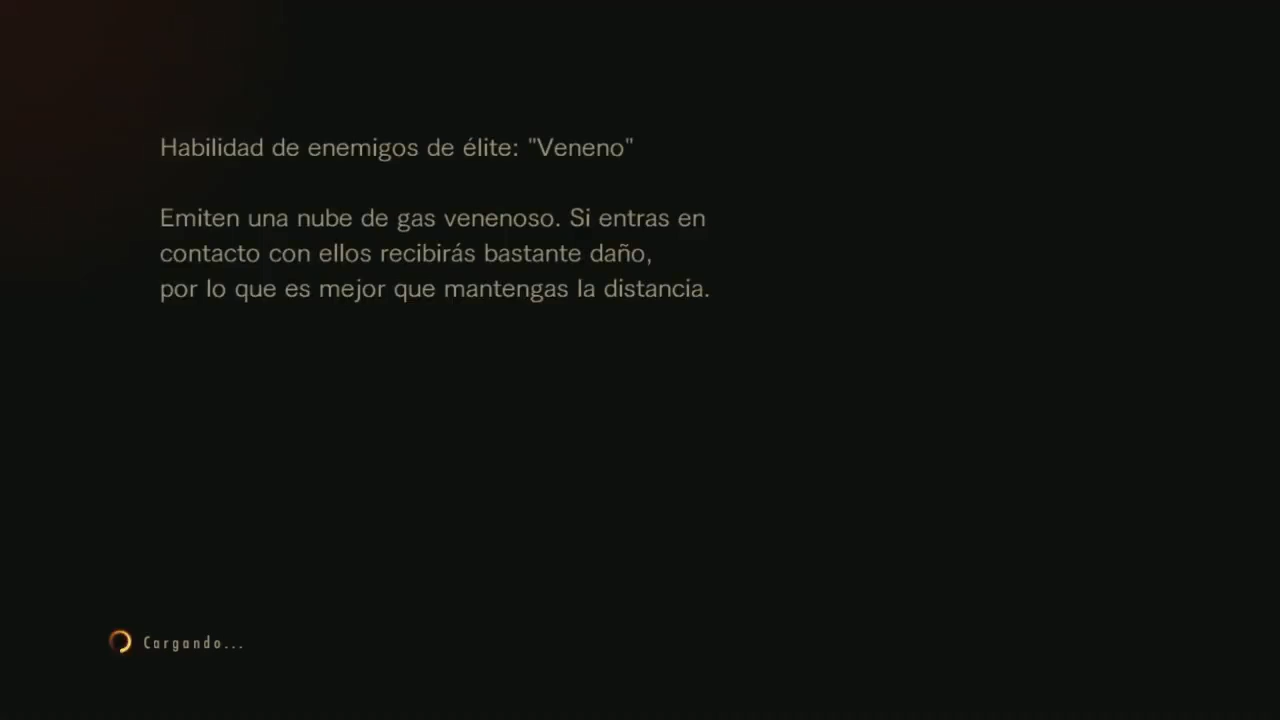 Habilidad de enemigos de élite: "Veneno"
Emiten una nube de gas venenoso. Si entras en
contacto con ellos recibirás bastante daño,
por lo que es mejor que mantengas la distancia.
Cargando...